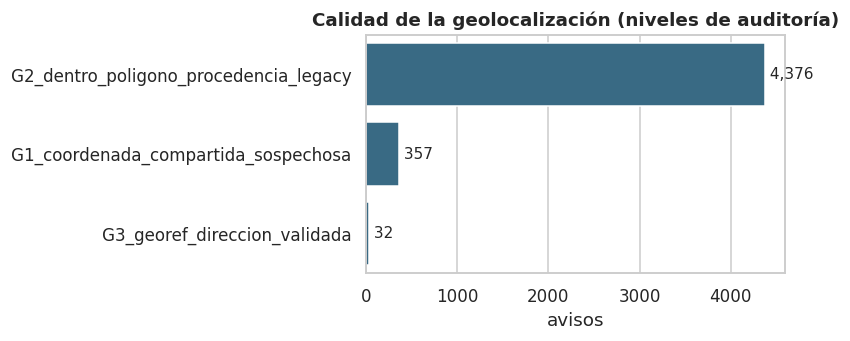 Calidad de la geolocalización (niveles de auditoría)
G2_dentro_poligono_procedencia_legacy
4,376
G1_coordenada_compartida_sospechosa
357
G3_georef_direccion_validada
32
0 1000 2000 3000 4000
avisos